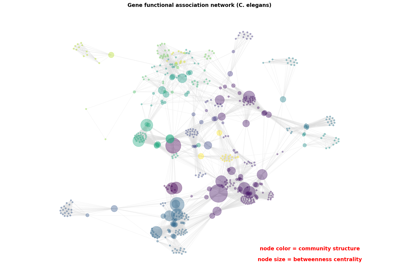 Gene functional association network (C. elegans)
node color = community structure
node size = betweenness centrality